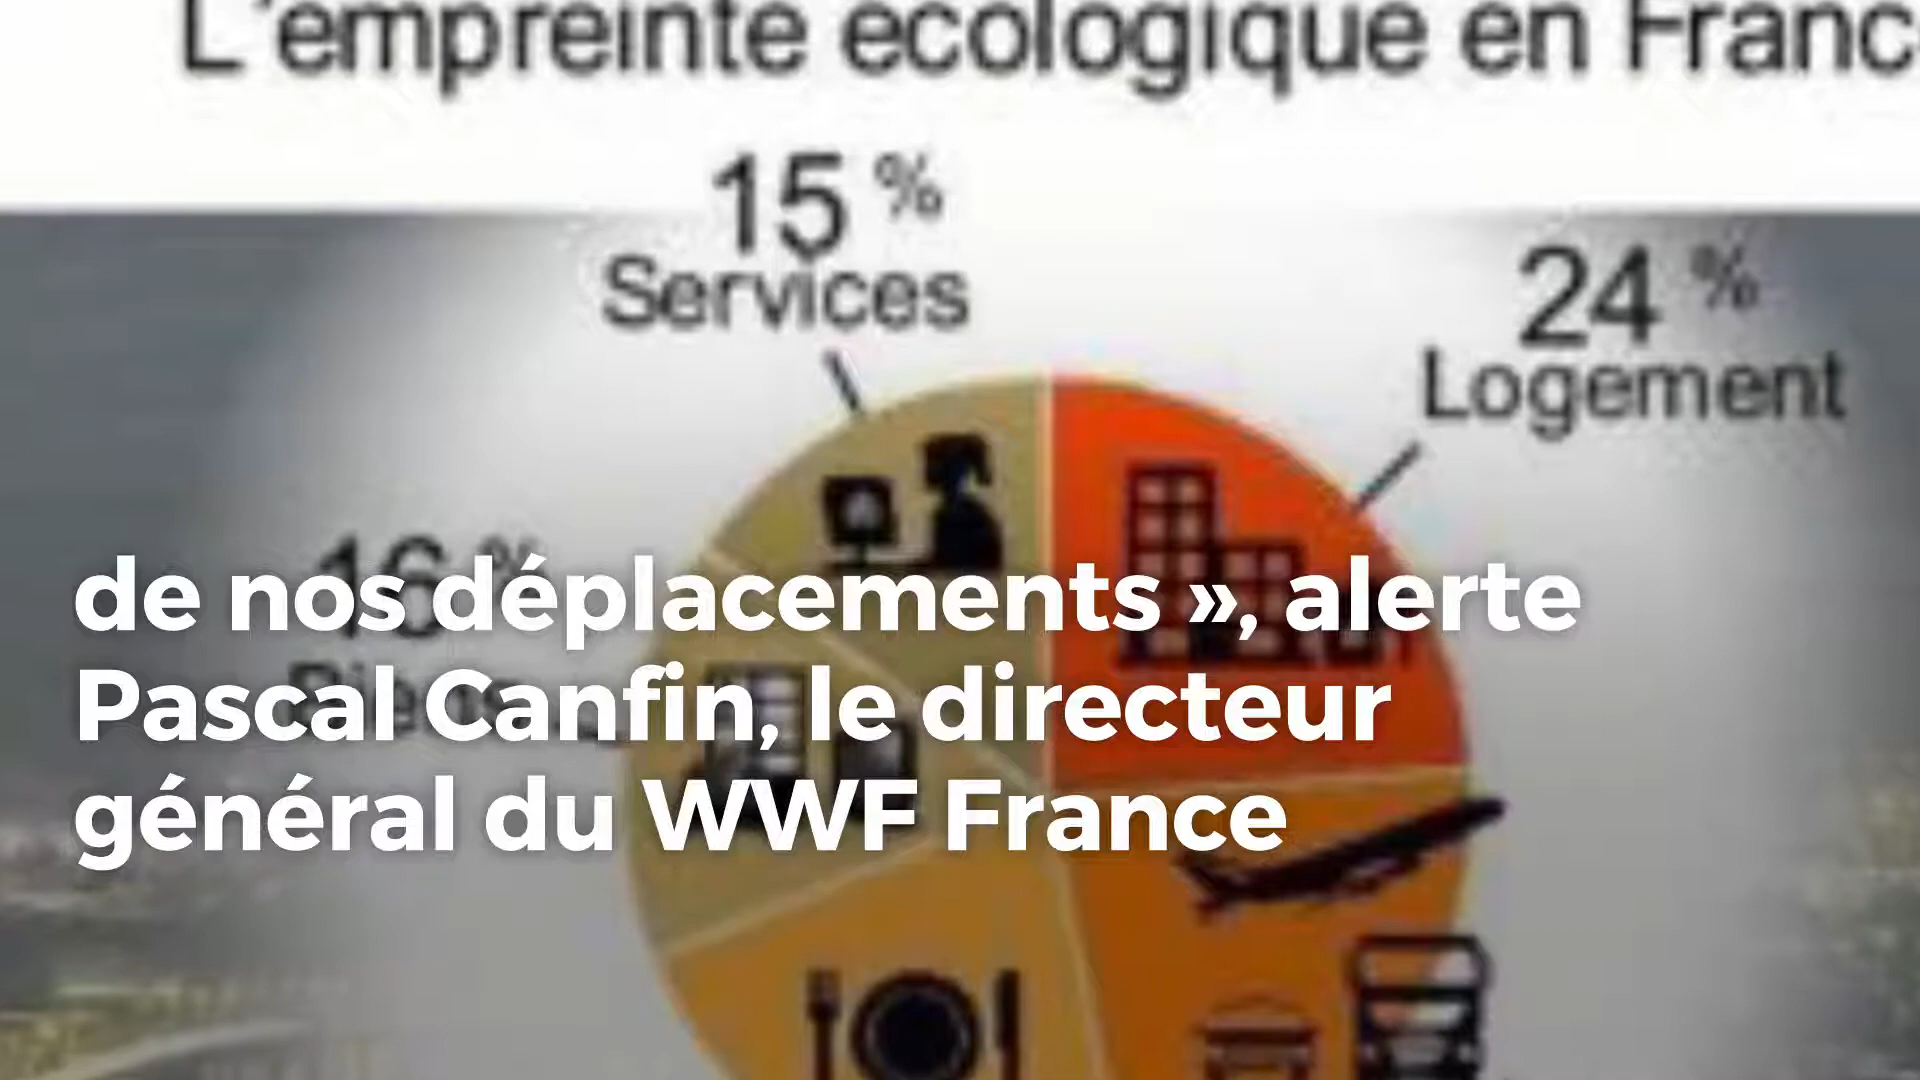 L'empreinte écologique en Franc
15 %
Services
24 %
Logement
16 %
de nos déplacements », alerte
Pascal Canfin, le directeur
général du WWF France